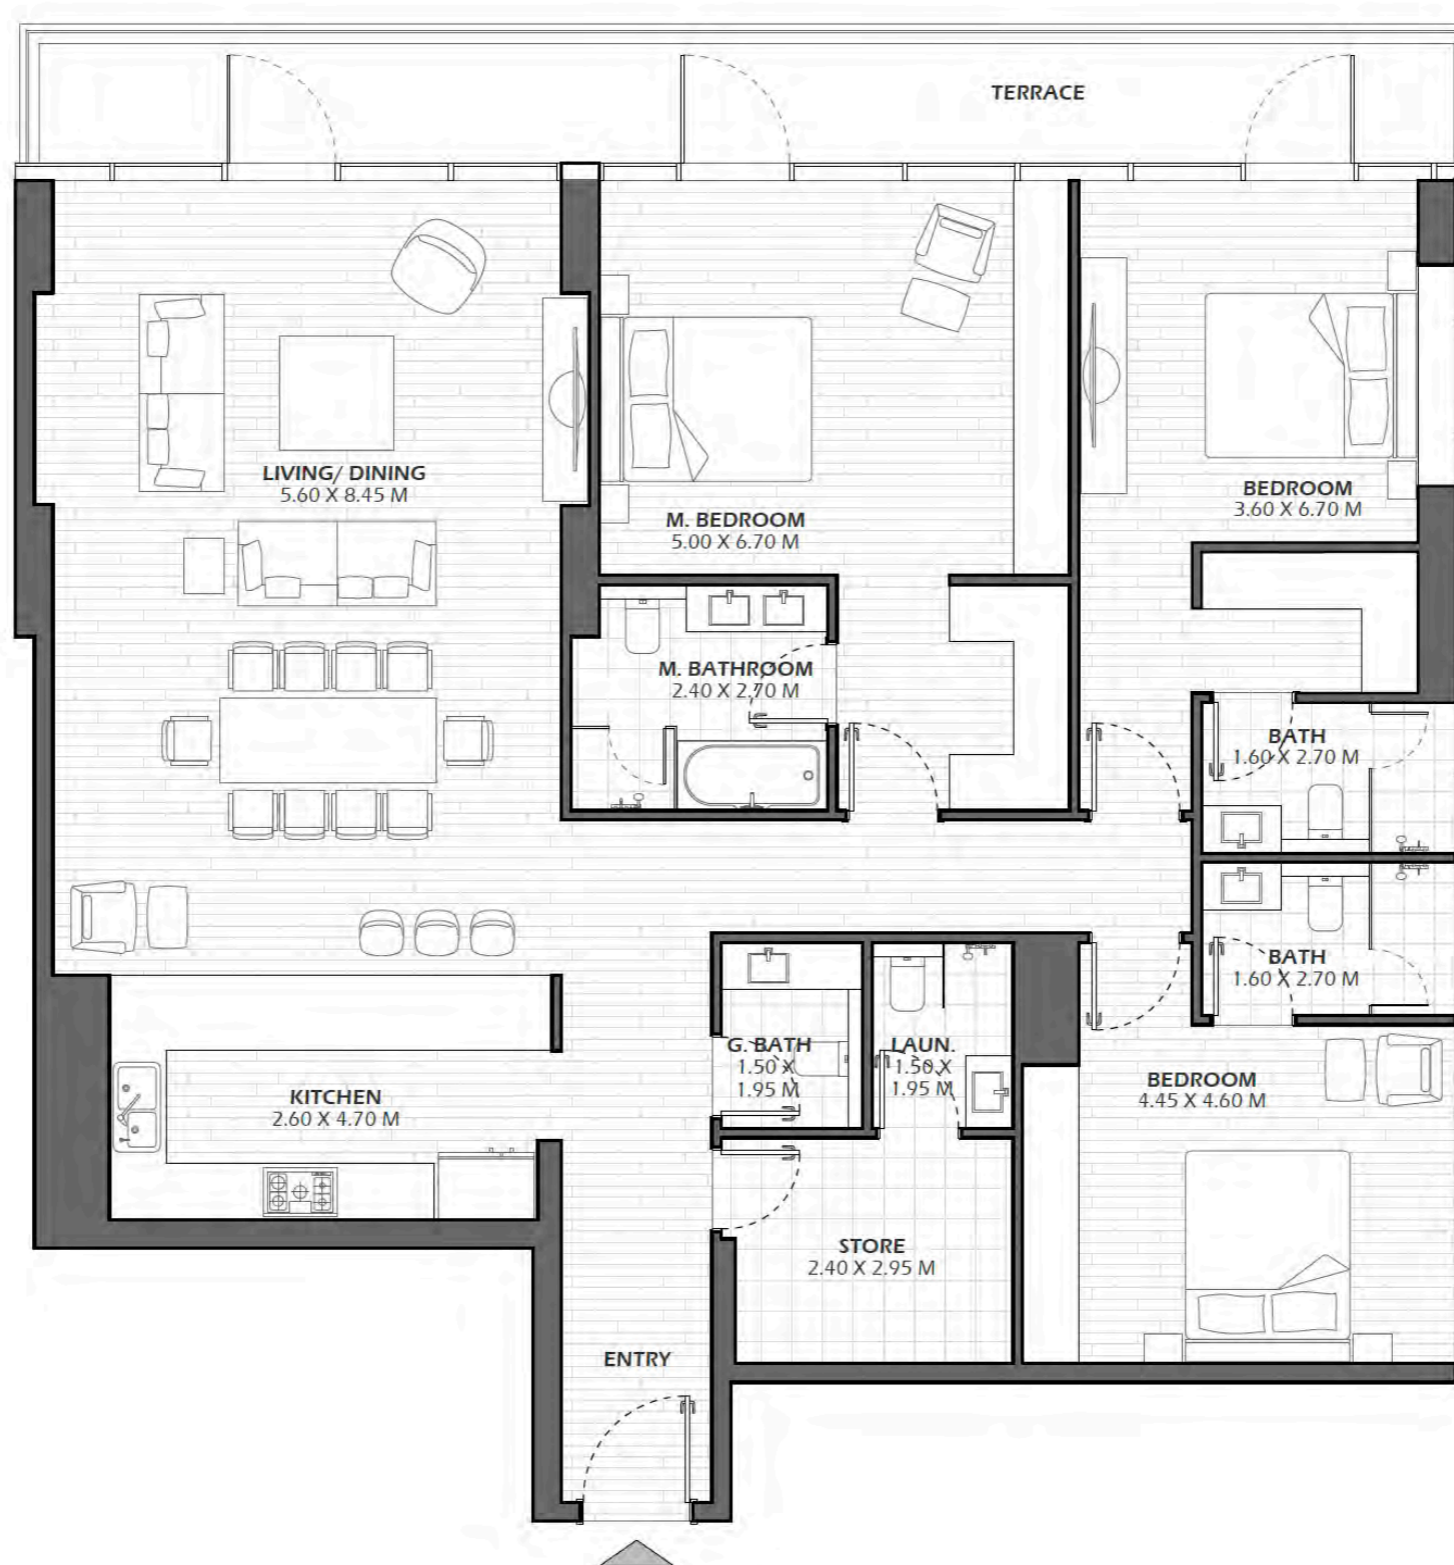 TERRACE
LIVING/ DINING
5.60 X 8.45 M
M. BEDROOM
5.00 X 6.70 M
BEDROOM
3.60 X 6.70 M
M. BATHROOM
2.40 X 2.70 M
BATH
1.60 X 2.70 M
BATH
1.60 X 2.70 M
KITCHEN
2.60 X 4.70 M
G. BATH
1.50 X
1.95 M
LAUN.
1.50 X
1.95 M
BEDROOM
4.45 X 4.60 M
STORE
2.40 X 2.95 M
ENTRY